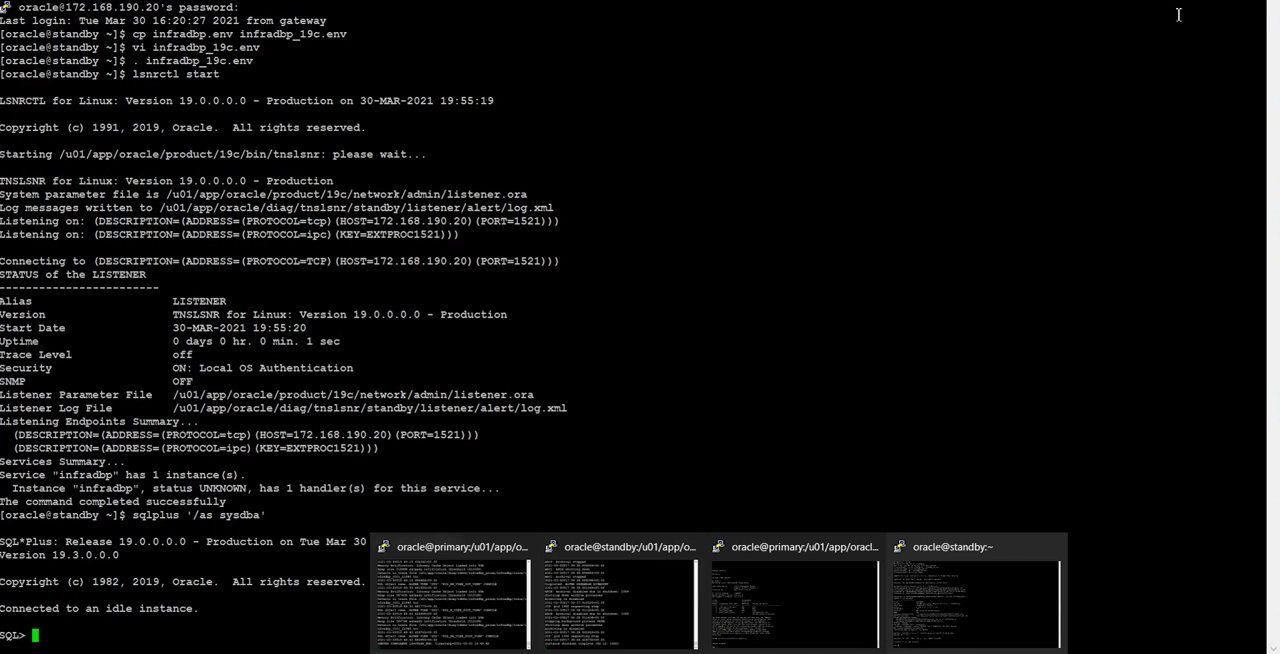 oracle@172.168.190.20's password:
Last login: Tue Mar 30 16:20:27 2021 from gateway
[oracle@standby ~]$ cp infradbp.env infradbp_19c.env
[oracle@standby ~]$ vi infradbp_19c.env
[oracle@standby ~]$ . infradbp_19c.env
[oracle@standby ~]$ lsnrctl start
LSNRCTL for Linux: Version 19.0.0.0.0 - Production on 30-MAR-2021 19:55:19
Copyright (c) 1991, 2019, Oracle.  All rights reserved.
Starting /u01/app/oracle/product/19c/bin/tnslsnr: please wait...
TNSLSNR for Linux: Version 19.0.0.0.0 - Production
System parameter file is /u01/app/oracle/product/19c/network/admin/listener.ora
Log messages written to /u01/app/oracle/diag/tnslsnr/standby/listener/alert/log.xml
Listening on: (DESCRIPTION=(ADDRESS=(PROTOCOL=tcp)(HOST=172.168.190.20)(PORT=1521)))
Listening on: (DESCRIPTION=(ADDRESS=(PROTOCOL=ipc)(KEY=EXTPROC1521)))
Connecting to (DESCRIPTION=(ADDRESS=(PROTOCOL=TCP)(HOST=172.168.190.20)(PORT=1521)))
STATUS of the LISTENER
------------------------
Alias                     LISTENER
Version                   TNSLSNR for Linux: Version 19.0.0.0.0 - Production
Start Date                30-MAR-2021 19:55:20
Uptime                    0 days 0 hr. 0 min. 1 sec
Trace Level               off
Security                  ON: Local OS Authentication
SNMP                      OFF
Listener Parameter File   /u01/app/oracle/product/19c/network/admin/listener.ora
Listener Log File         /u01/app/oracle/diag/tnslsnr/standby/listener/alert/log.xml
Listening Endpoints Summary...
  (DESCRIPTION=(ADDRESS=(PROTOCOL=tcp)(HOST=172.168.190.20)(PORT=1521)))
  (DESCRIPTION=(ADDRESS=(PROTOCOL=ipc)(KEY=EXTPROC1521)))
Services Summary...
Service "infradbp" has 1 instance(s).
  Instance "infradbp", status UNKNOWN, has 1 handler(s) for this service...
The command completed successfully
[oracle@standby ~]$ sqlplus '/as sysdba'
SQL*Plus: Release 19.0.0.0.0 - Production on Tue Mar 30
Version 19.3.0.0.0
Copyright (c) 1982, 2019, Oracle.  All rights reserved.
Connected to an idle instance.
SQL>
oracle@primary:/u01/app/o...
oracle@standby:/u01/app/o...
oracle@primary:/u01/app/oracl...
oracle@standby:~